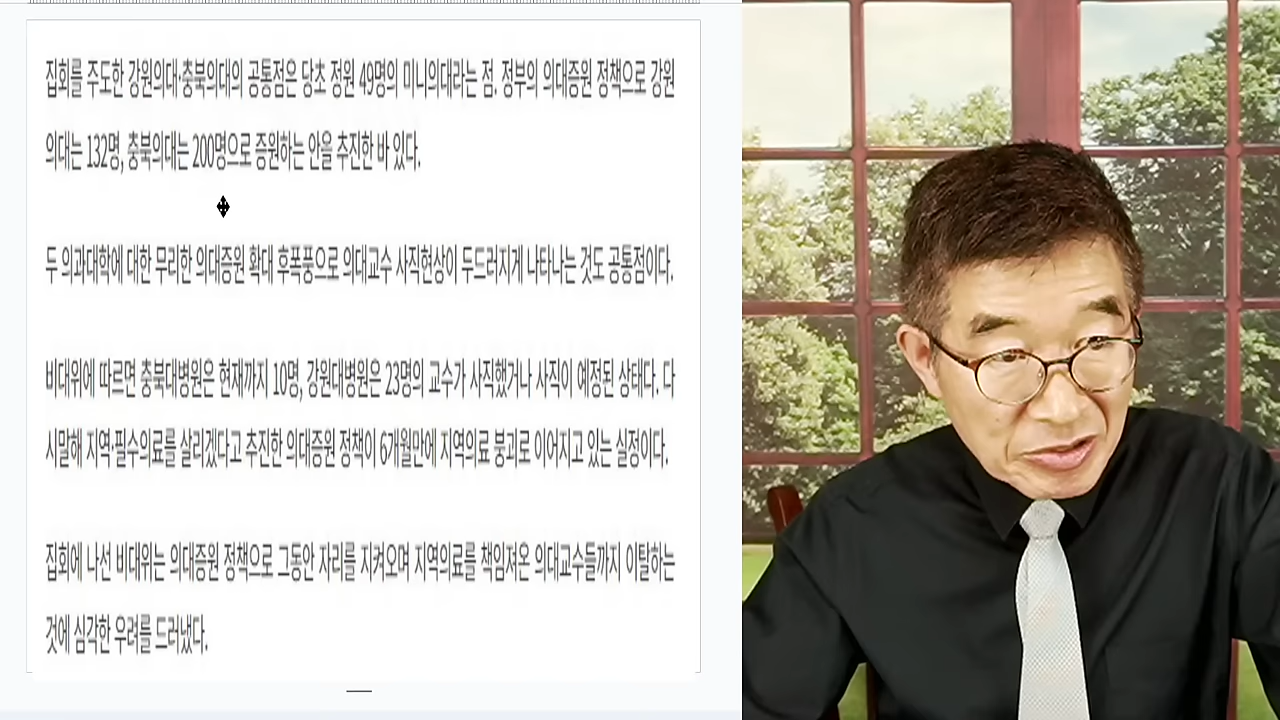 집회를 주도한 강원의대·충북의대의 공통점은 당초 정원 49명의 미니의대라는 점. 정부의 의대증원 정책으로 강원
의대는 132명, 충북의대는 200명으로 증원하는 안을 추진한 바 있다.
두 의과대학에 대한 무리한 의대증원 확대 후폭풍으로 의대교수 사직현상이 두드러지게 나타나는 것도 공통점이다.
비대위에 따르면 충북대병원은 현재까지 10명, 강원대병원은 23명의 교수가 사직했거나 사직이 예정된 상태다. 다
시말해 지역·필수의료를 살리겠다고 추진한 의대증원 정책이 6개월만에 지역의료 붕괴로 이어지고 있는 실정이다.
집회에 나선 비대위는 의대증원 정책으로 그동안 자리를 지켜오며 지역의료를 책임져온 의대교수들까지 이탈하는
것에 심각한 우려를 드러냈다.